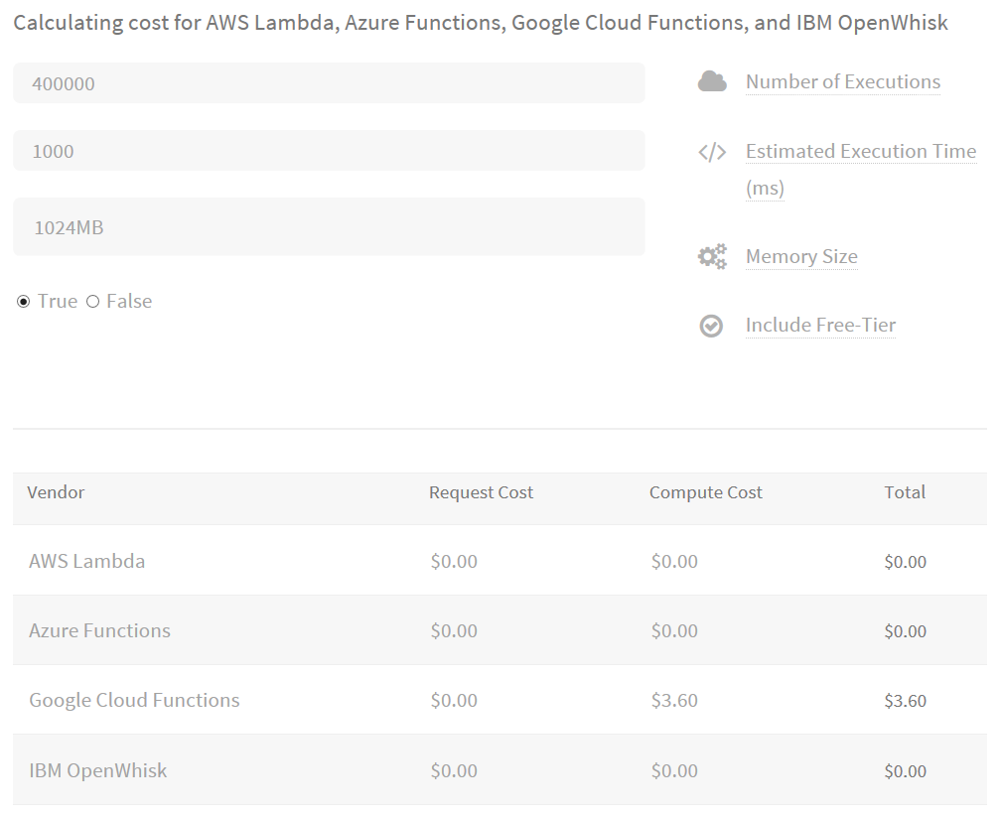 Calculating cost for AWS Lambda, Azure Functions, Google Cloud Functions, and IBM OpenWhisk
400000
Number of Executions
1000
Estimated Execution Time
(ms)
1024MB
Memory Size
True False
Include Free-Tier
Vendor Request Cost Compute Cost Total
AWS Lambda $0.00 $0.00 $0.00
Azure Functions $0.00 $0.00 $0.00
Google Cloud Functions $0.00 $3.60 $3.60
IBM OpenWhisk $0.00 $0.00 $0.00